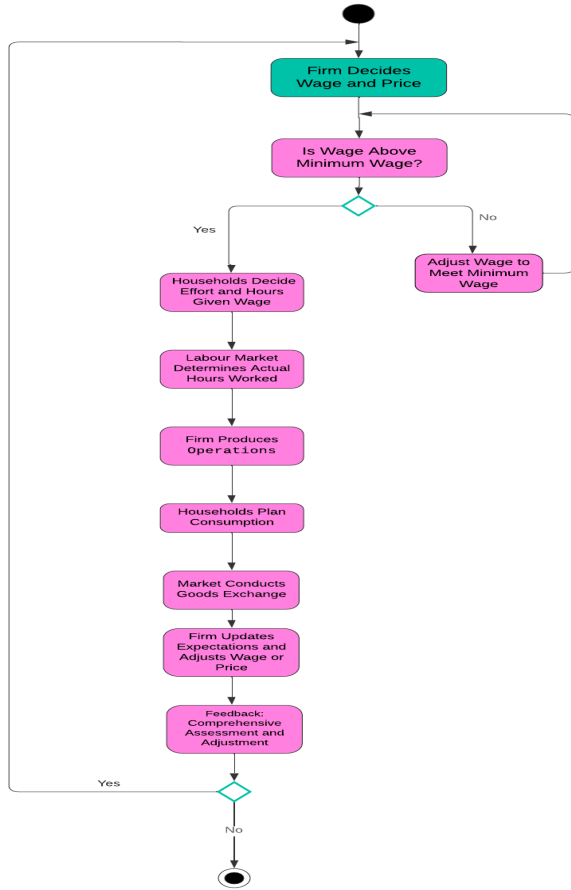 Firm Decides
Wage and Price
Is Wage Above
Minimum Wage?
Yes
No
Adjust Wage to
Meet Minimum
Wage
Households Decide
Effort and Hours
Given Wage
Labour Market
Determines Actual
Hours Worked
Firm Produces
Operations
Households Plan
Consumption
Market Conducts
Goods Exchange
Firm Updates
Expectations and
Adjusts Wage or
Price
Feedback:
Comprehensive
Assessment and
Adjustment
Yes
No